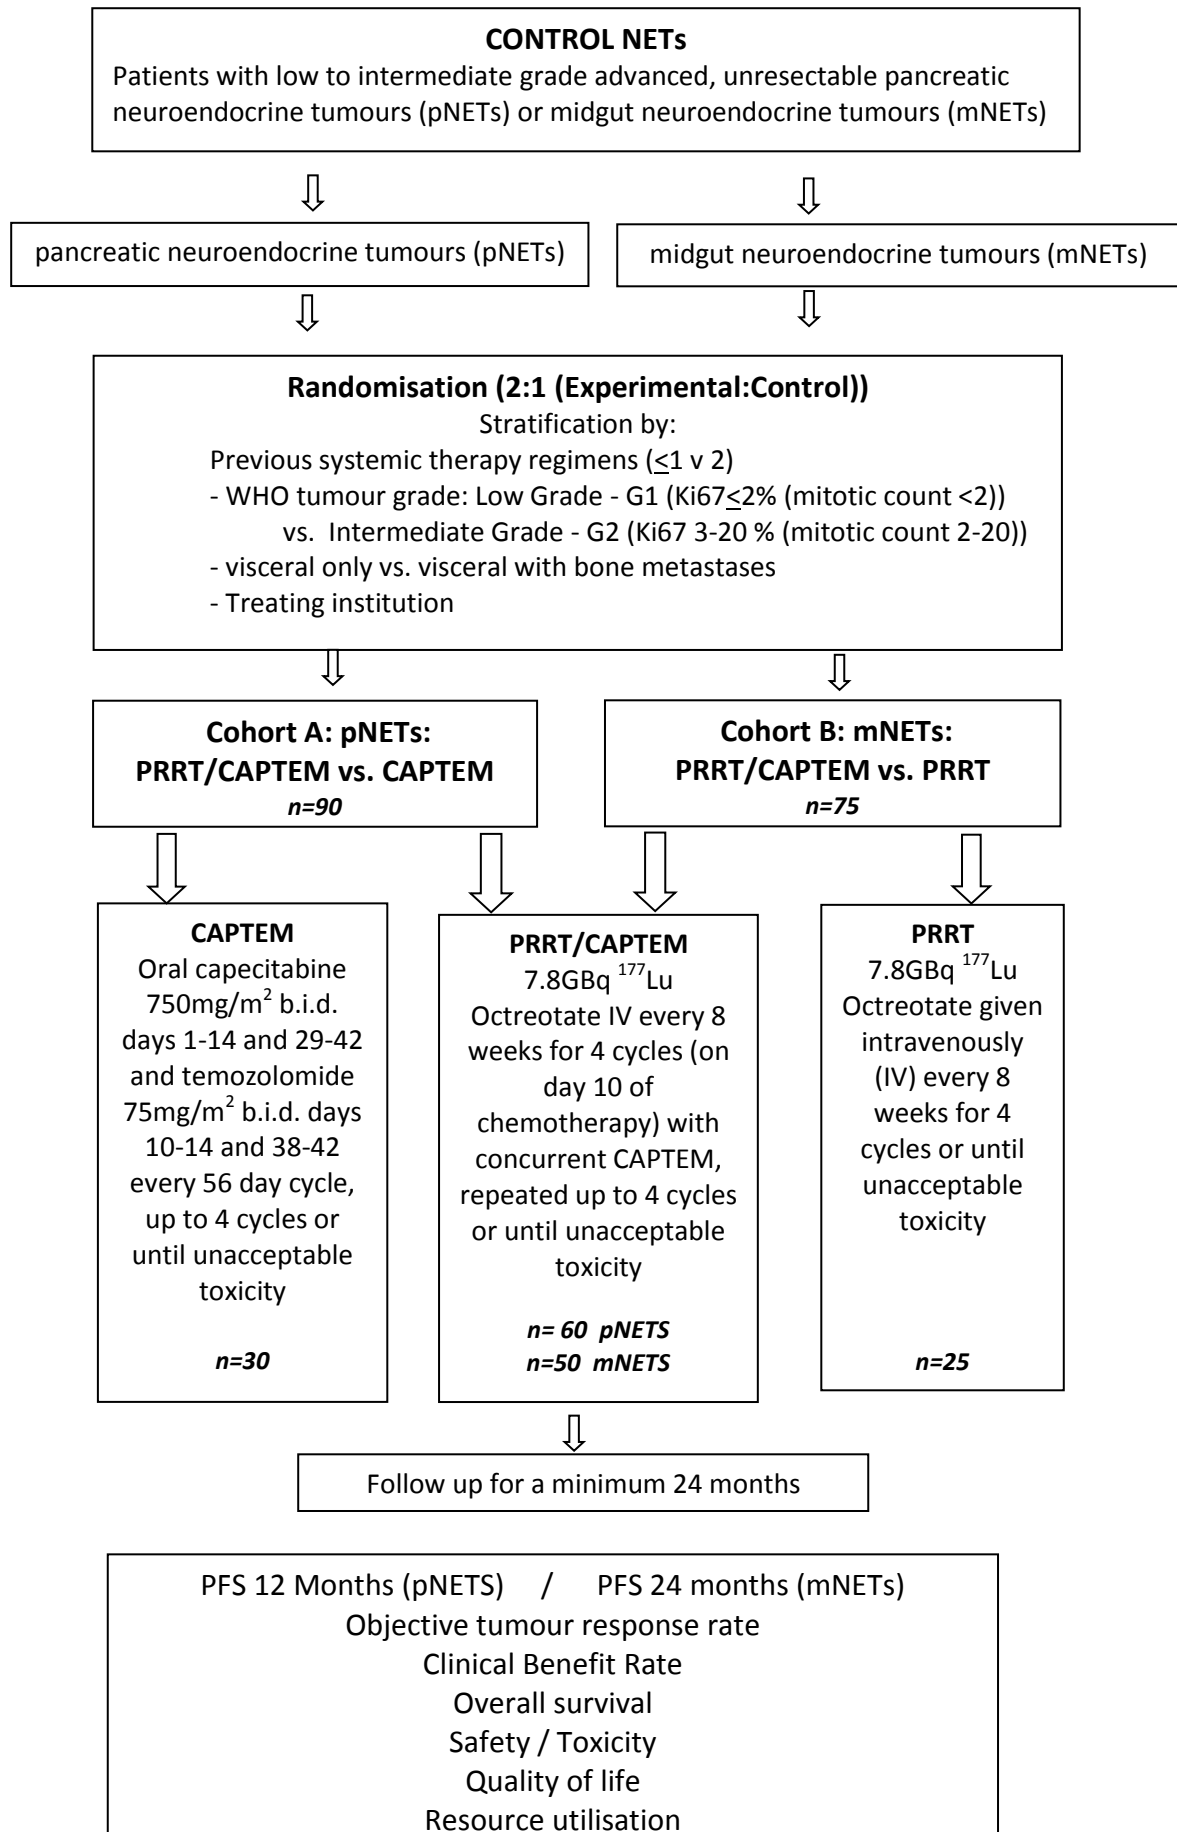 CONTROL NETs
Patients with low to intermediate grade advanced, unresectable pancreatic
neuroendocrine tumours (pNETs) or midgut neuroendocrine tumours (mNETs)
pancreatic neuroendocrine tumours (pNETs)
midgut neuroendocrine tumours (mNETs)
Randomisation (2:1 (Experimental:Control))
Stratification by:
Previous systemic therapy regimens (≤1 v 2)
- WHO tumour grade: Low Grade - G1 (Ki67≤2% (mitotic count <2))
vs. Intermediate Grade - G2 (Ki67 3-20 % (mitotic count 2-20))
- visceral only vs. visceral with bone metastases
- Treating institution
Cohort A: pNETs:
PRRT/CAPTEM vs. CAPTEM
n=90
Cohort B: mNETs:
PRRT/CAPTEM vs. PRRT
n=75
CAPTEM
Oral capecitabine
750mg/m² b.i.d.
days 1-14 and 29-42
and temozolomide
75mg/m² b.i.d. days
10-14 and 38-42
every 56 day cycle,
up to 4 cycles or
until unacceptable
toxicity
n=30
PRRT/CAPTEM
7.8GBq ¹⁷⁷Lu
Octreotate IV every 8
weeks for 4 cycles (on
day 10 of
chemotherapy) with
concurrent CAPTEM,
repeated up to 4 cycles
or until unacceptable
toxicity
n= 60 pNETS
n=50 mNETS
PRRT
7.8GBq ¹⁷⁷Lu
Octreotate given
intravenously
(IV) every 8
weeks for 4
cycles or until
unacceptable
toxicity
n=25
Follow up for a minimum 24 months
PFS 12 Months (pNETS) / PFS 24 months (mNETs)
Objective tumour response rate
Clinical Benefit Rate
Overall survival
Safety / Toxicity
Quality of life
Resource utilisation